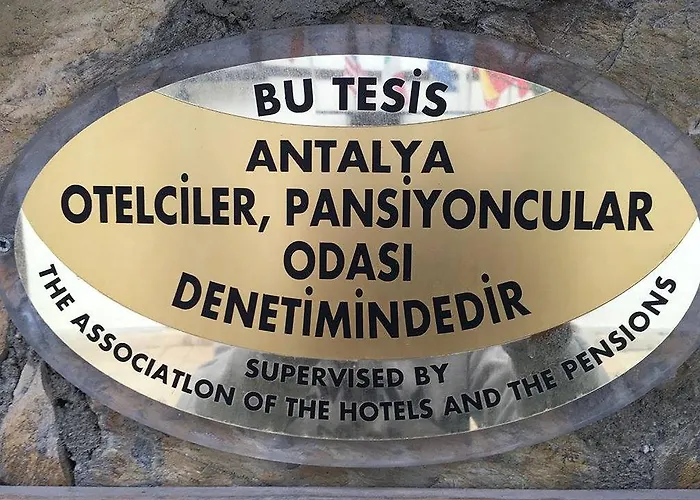 BU TESİS
ANTALYA
OTELCİLER, PANSİYONCULAR
ODASI
DENETİMİNDEDİR
SUPERVISED BY
THE ASSOCIATLON OF THE HOTELS AND THE PENSIONS